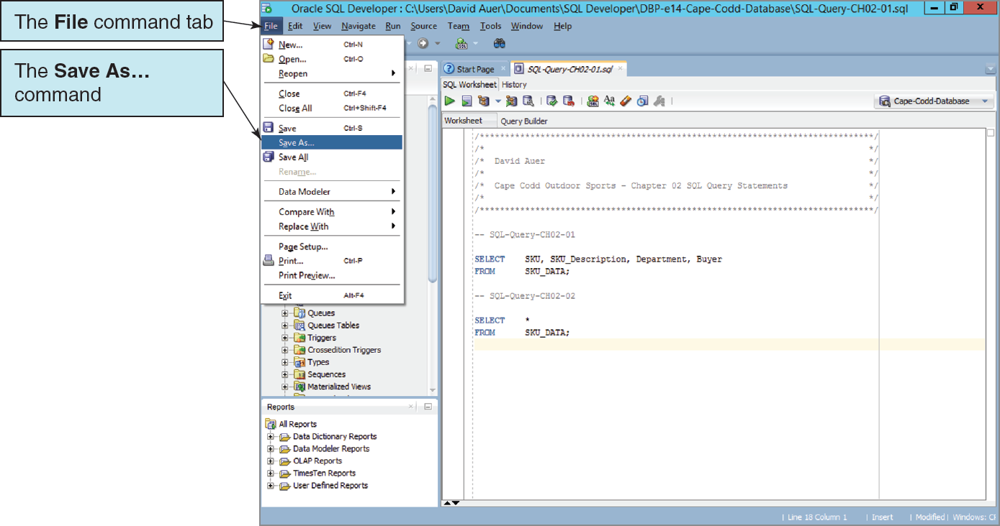 The File command tab
The Save As...
command
Oracle SQL Developer : C:\Users\David Auer\Documents\SQL Developer\DBP-e14-Cape-Codd-Database\SQL-Query-CH02-01.sql
File Edit View Navigate Run Source Team Tools Window Help
New... Ctrl-N
Open... Ctrl-O
Reopen
Close Ctrl-F4
Close All Ctrl+Shift-F4
Save Ctrl-S
Save As...
Save All
Rename...
Data Modeler
Compare With
Replace With
Page Setup...
Print... Ctrl-P
Print Preview...
Exit Alt-F4
Queues
Queues Tables
Triggers
Crossedition Triggers
Types
Sequences
Materialized Views
Reports
All Reports
Data Dictionary Reports
Data Modeler Reports
OLAP Reports
TimesTen Reports
User Defined Reports
Start Page SQL-Query-CH02-01.sql
SQL Worksheet History
Cape-Codd-Database
Worksheet Query Builder
/******************************************************************************/
/* */
/* David Auer */
/* */
/* Cape Codd Outdoor Sports - Chapter 02 SQL Query Statements */
/* */
/******************************************************************************/
-- SQL-Query-CH02-01
SELECT SKU, SKU_Description, Department, Buyer
FROM SKU_DATA;
-- SQL-Query-CH02-02
SELECT *
FROM SKU_DATA;
| Line 18 Column 1 | Insert | Modified | Windows: